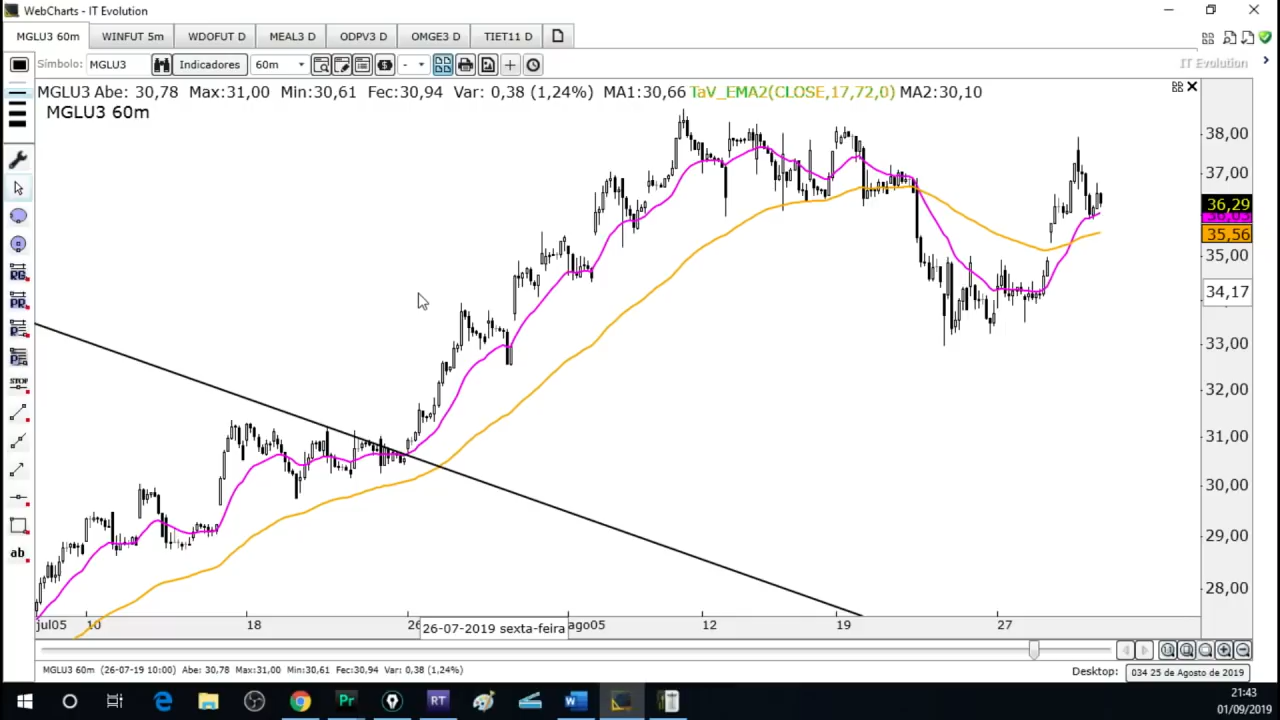 WebCharts - IT Evolution
MGLU3 60m
WINFUT 5m
WDOFUT D
MEAL3 D
ODPV3 D
OMGE3 D
TIET11 D
Símbolo: MGLU3
Indicadores
60m
-
IT Evolution
MGLU3 Abe: 30,78 Max:31,00 Min:30,61 Fec:30,94 Var: 0,38 (1,24%) MA1:30,66 TaV_EMA2(CLOSE,17,72,0) MA2:30,10
MGLU3 60m
38,00
37,00
36,29
35,56
35,00
34,17
33,00
32,00
31,00
30,00
29,00
28,00
RG
PR
STOP
ab
jul05
10
18
26-07-2019 sexta-feira
ago05
12
19
27
MGLU3 60m (26-07-19 10:00) Abe: 30,78 Max:31,00 Min:30,61 Fec:30,94 Var: 0,38 (1,24%)
Desktop:
034 25 de Agosto de 2019
Pr
RT
21:43
01/09/2019